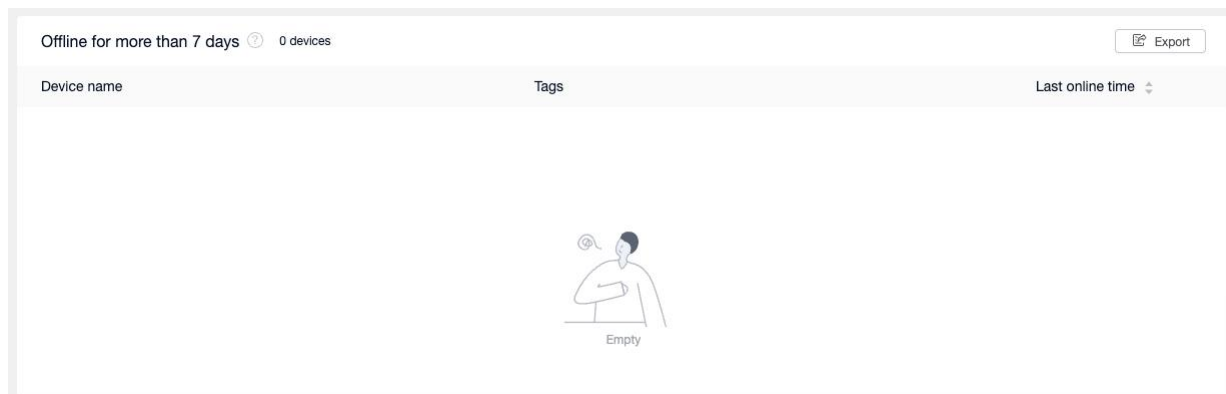 Offline for more than 7 days ? 0 devices Export
Device name Tags Last online time
Empty